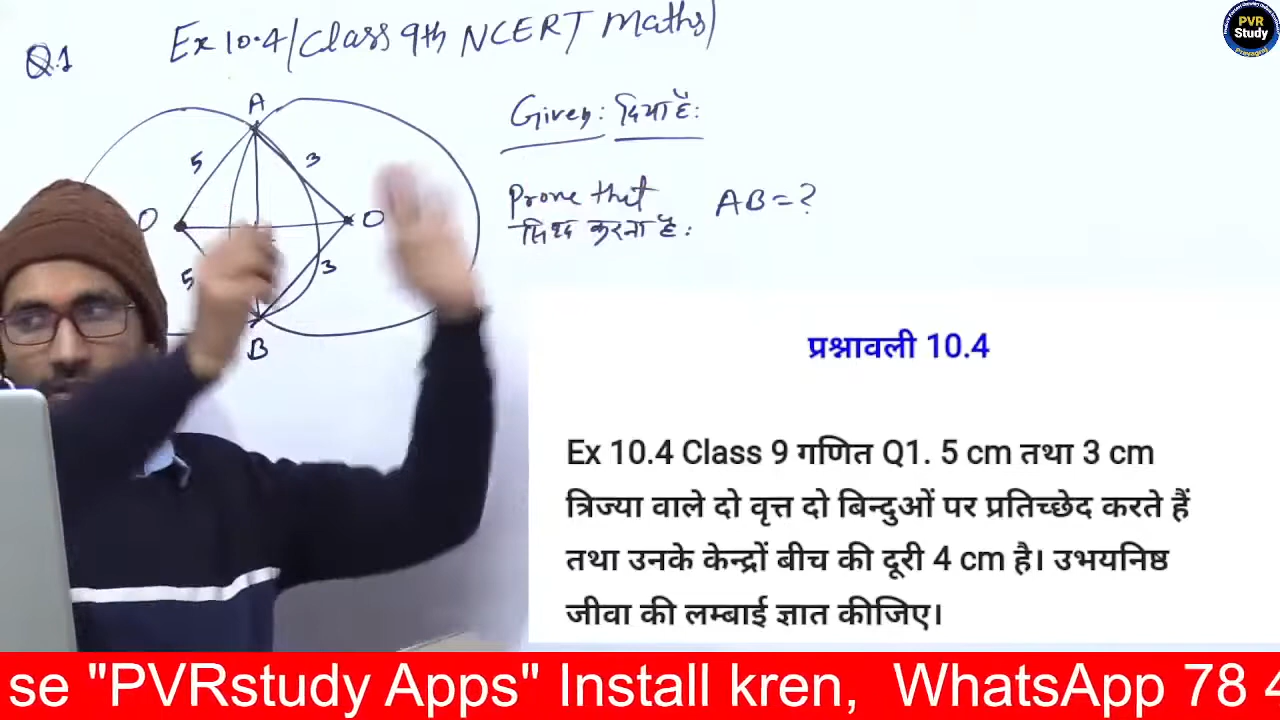 Q.1 Ex 10.4/(Class 9th NCERT Maths)
PVR
Study
A
Given: दिया है:
5 3
Prove that AB=?
सिद्ध करना है:
O O
5 3
B
प्रश्नावली 10.4
Ex 10.4 Class 9 गणित Q1. 5 cm तथा 3 cm
त्रिज्या वाले दो वृत्त दो बिन्दुओं पर प्रतिच्छेद करते हैं
तथा उनके केन्द्रों बीच की दूरी 4 cm है। उभयनिष्ठ
जीवा की लम्बाई ज्ञात कीजिए।
se "PVRstudy Apps" Install kren, WhatsApp 78 4